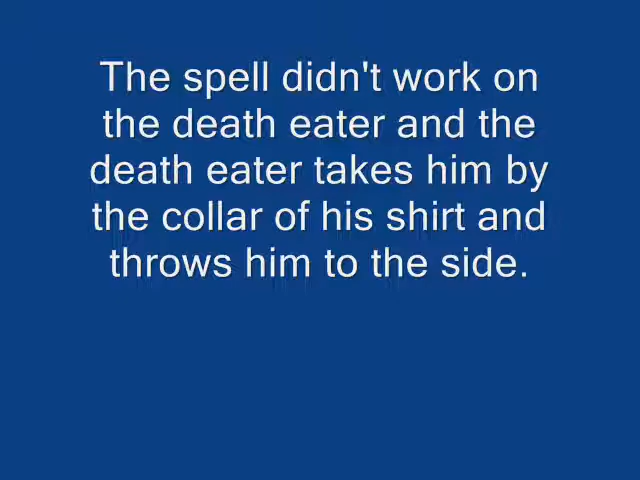 The spell didn't work on
the death eater and the
death eater takes him by
the collar of his shirt and
throws him to the side.